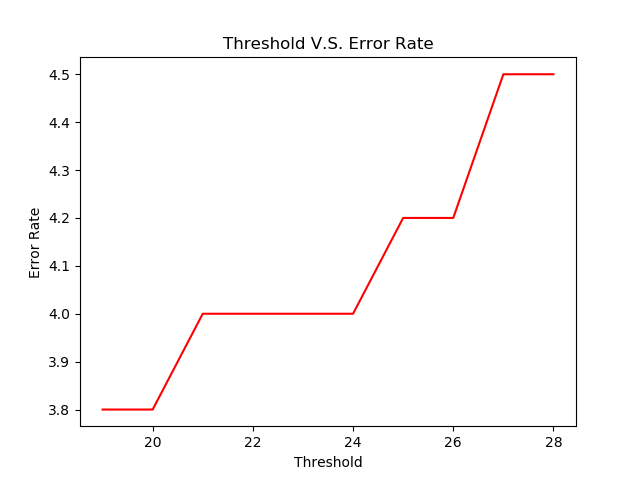 Threshold V.S. Error Rate
4.5
4.4
4.3
4.2
4.1
4.0
3.9
3.8
Error Rate
20 22 24 26 28
Threshold